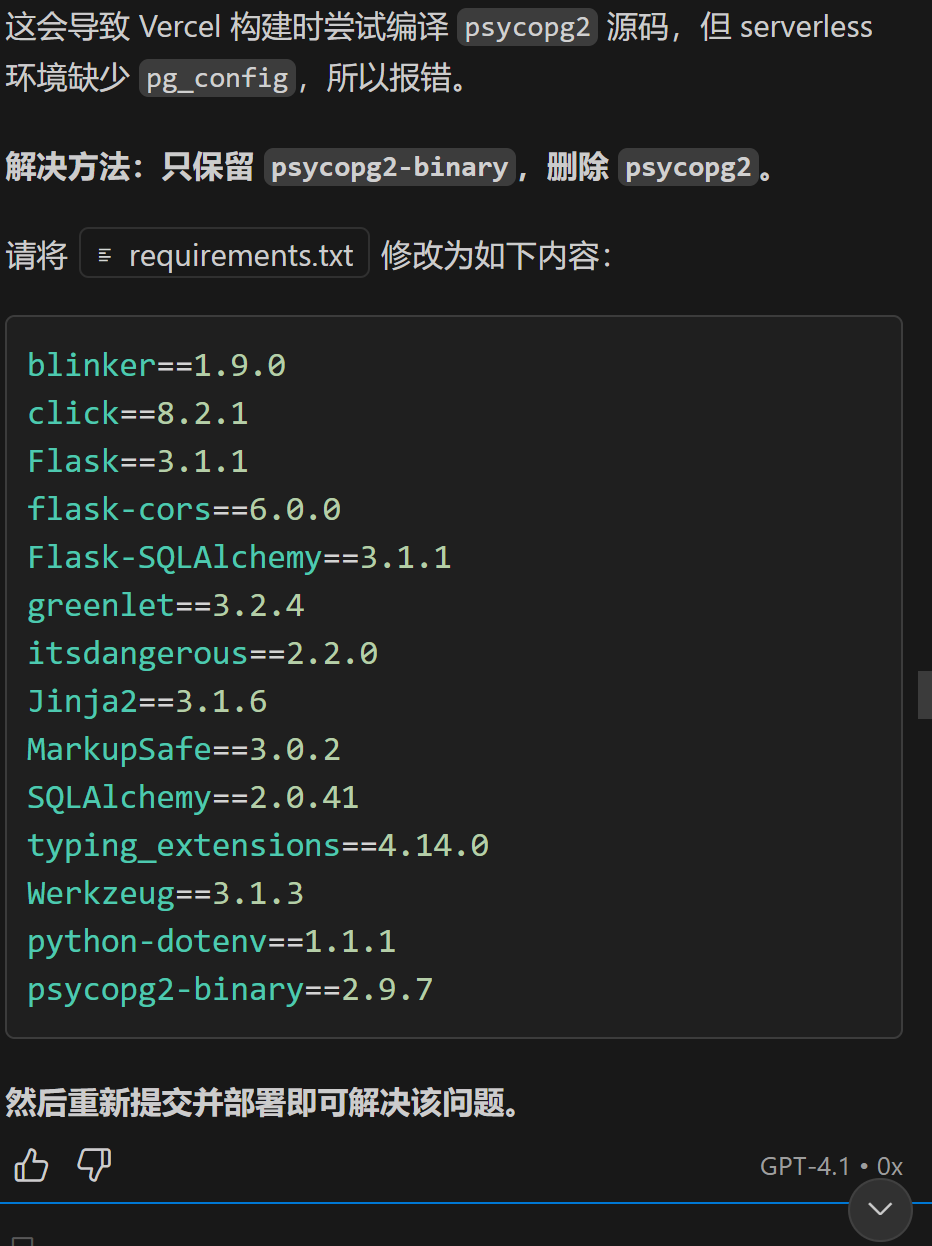 这会导致 Vercel 构建时尝试编译 psycopg2 源码，但 serverless
环境缺少 pg_config，所以报错。
解决方法：只保留 psycopg2-binary，删除 psycopg2。
请将 requirements.txt 修改为如下内容：
blinker==1.9.0
click==8.2.1
Flask==3.1.1
flask-cors==6.0.0
Flask-SQLAlchemy==3.1.1
greenlet==3.2.4
itsdangerous==2.2.0
Jinja2==3.1.6
MarkupSafe==3.0.2
SQLAlchemy==2.0.41
typing_extensions==4.14.0
Werkzeug==3.1.3
python-dotenv==1.1.1
psycopg2-binary==2.9.7
然后重新提交并部署即可解决该问题。
GPT-4.1 • 0x